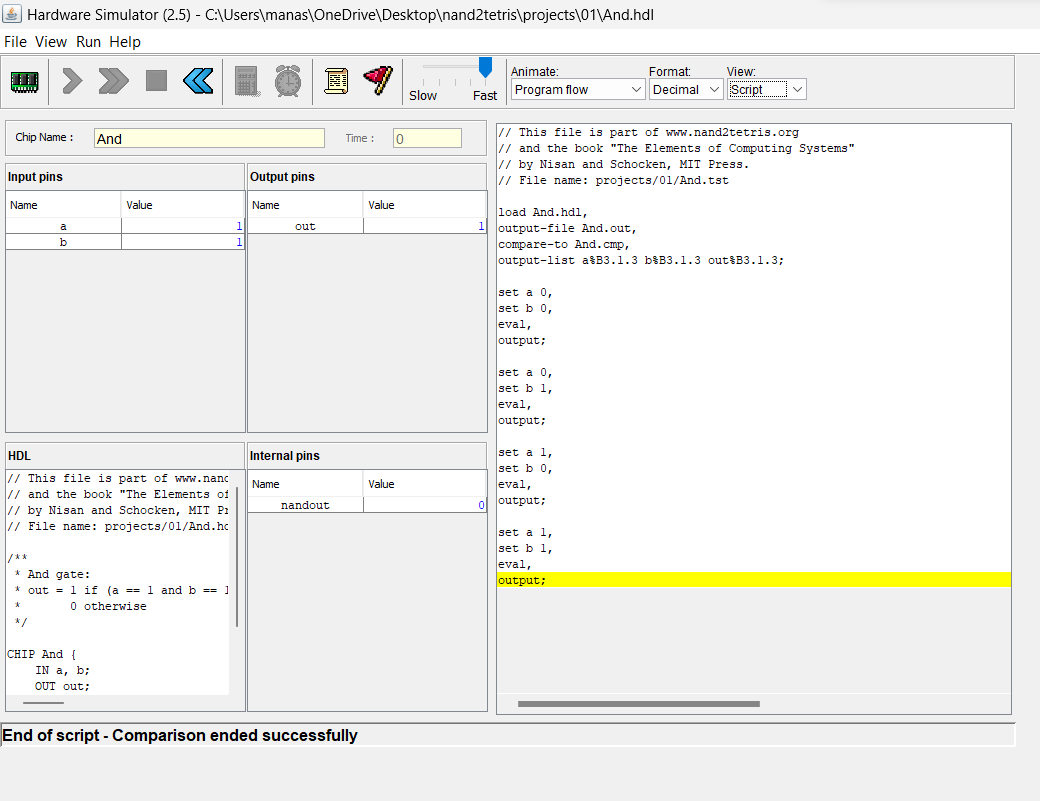 Hardware Simulator (2.5) - C:\Users\manas\OneDrive\Desktop\nand2tetris\projects\01\And.hdl
File View Run Help
Slow Fast
Animate: Format: View:
Program flow Decimal Script
Chip Name : And Time : 0
Input pins
Name Value
a 1
b 1
Output pins
Name Value
out 1
HDL
// This file is part of www.nand
// and the book "The Elements of
// by Nisan and Schocken, MIT Pr
// File name: projects/01/And.hd
/**
* And gate:
* out = 1 if (a == 1 and b == 1
* 0 otherwise
*/
CHIP And {
IN a, b;
OUT out;
Internal pins
Name Value
nandout 0
// This file is part of www.nand2tetris.org
// and the book "The Elements of Computing Systems"
// by Nisan and Schocken, MIT Press.
// File name: projects/01/And.tst
load And.hdl,
output-file And.out,
compare-to And.cmp,
output-list a%B3.1.3 b%B3.1.3 out%B3.1.3;
set a 0,
set b 0,
eval,
output;
set a 0,
set b 1,
eval,
output;
set a 1,
set b 0,
eval,
output;
set a 1,
set b 1,
eval,
output;
End of script - Comparison ended successfully